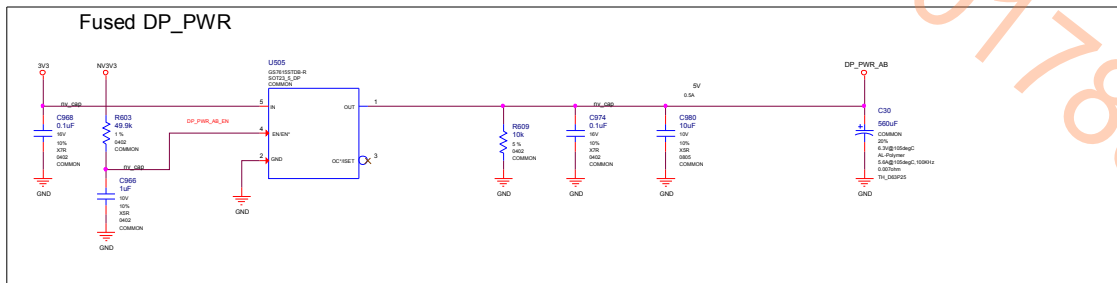 Fused DP_PWR
3V3
NV3V3
nv_cap
C968
0.1uF
16V
10%
X7R
0402
COMMON
GND
R603
49.9k
1 %
0402
COMMON
nv_cap
C966
1uF
10V
10%
X5R
0402
COMMON
GND
DP_PWR_AB_EN
U505
GS7615STDB-R
SOT23_5_DP
COMMON
5
IN
OUT
1
4
EN/EN*
2
GND
OC*/ISET
3
GND
R609
10k
5 %
0402
COMMON
GND
nv_cap
C974
0.1uF
16V
10%
X7R
0402
COMMON
GND
5V
0.5A
C980
10uF
10V
10%
X5R
0805
COMMON
GND
DP_PWR_AB
C30
560uF
COMMON
20%
6.3V@105degC
AL-Polymer
5.6A@105degC,100KHz
0.007ohm
TH_D63P25
GND